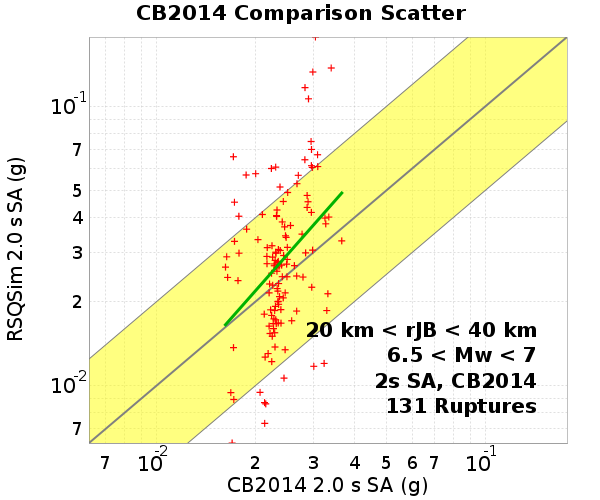 CB2014 Comparison Scatter
RSQSim 2.0 s SA (g)
10⁻¹
7
5
4
3
2
10⁻²
7
20 km < rJB < 40 km
6.5 < Mw < 7
2s SA, CB2014
131 Ruptures
7 10⁻² 2 3 4 5 6 7 10⁻¹
CB2014 2.0 s SA (g)